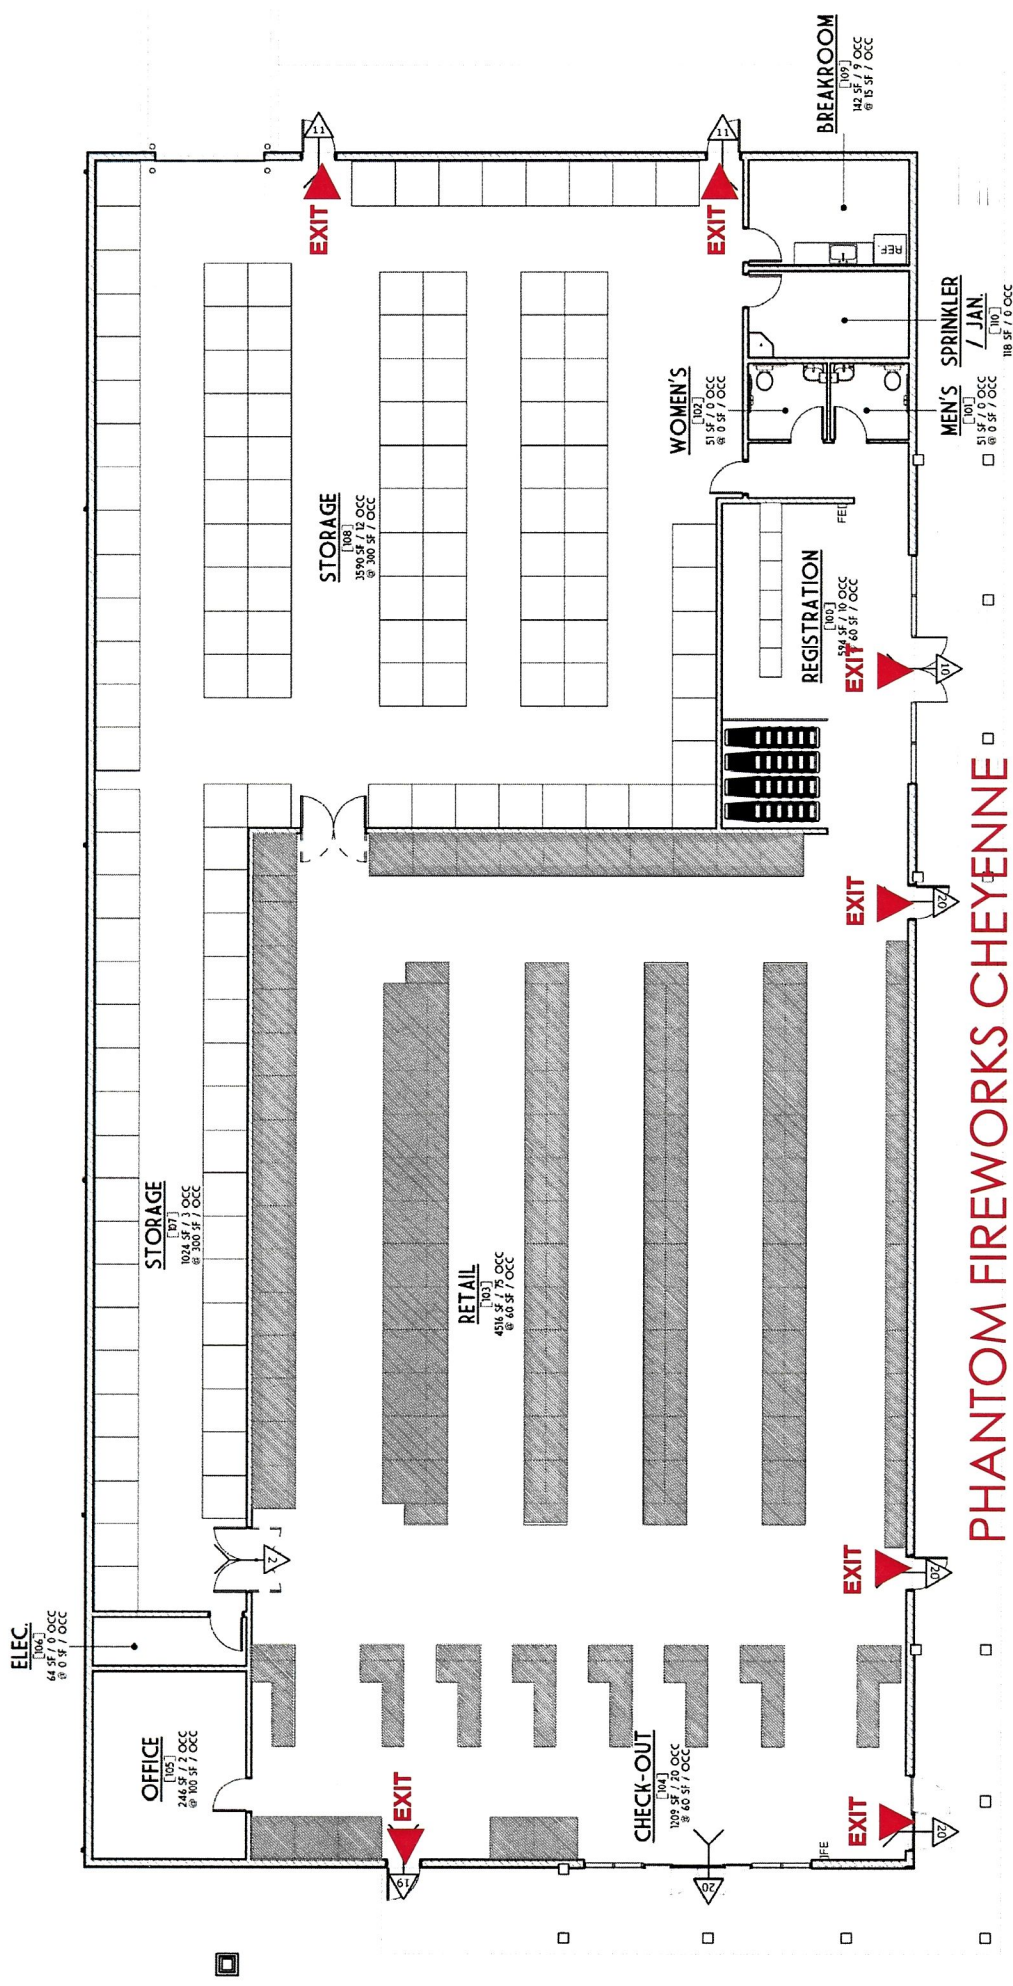 BREAKROOM
[109]
142 SF / 9 OCC
@ 15 SF / OCC
11
EXIT
11
EXIT
REF.
SPRINKLER
/ JAN.
[110]
118 SF / 0 OCC
WOMEN'S
[102]
51 SF / 0 OCC
@ 0 SF / OCC
MEN'S
[101]
51 SF / 0 OCC
@ 0 SF / OCC
STORAGE
[108]
3590 SF / 12 OCC
@ 300 SF / OCC
FE
REGISTRATION
[100]
594 SF / 10 OCC
60 SF / OCC
EXIT
10
EXIT
20
STORAGE
[107]
1024 SF / 3 OCC
@ 300 SF / OCC
RETAIL
[103]
4516 SF / 75 OCC
@ 60 SF / OCC
2
EXIT
20
ELEC.
[106]
64 SF / 0 OCC
@ 0 SF / OCC
OFFICE
[105]
246 SF / 2 OCC
@ 100 SF / OCC
CHECK-OUT
[104]
1209 SF / 20 OCC
@ 60 SF / OCC
EXIT
19
20
FE
EXIT
20
PHANTOM FIREWORKS CHEYENNE